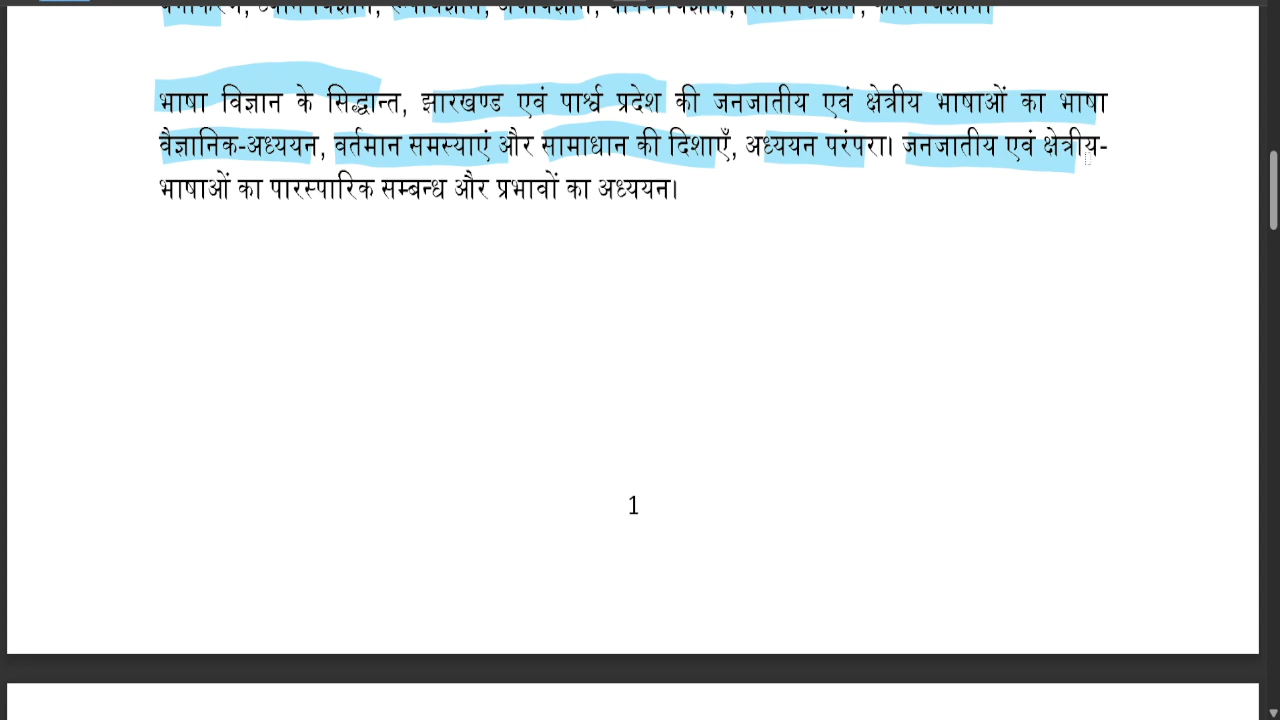 भाषा विज्ञान के सिद्धान्त, झारखण्ड एवं पार्श्व प्रदेश की जनजातीय एवं क्षेत्रीय भाषाओं का भाषा
वैज्ञानिक-अध्ययन, वर्तमान समस्याएं और सामाधान की दिशाएँ, अध्ययन परंपरा। जनजातीय एवं क्षेत्रीय-
भाषाओं का पारस्पारिक सम्बन्ध और प्रभावों का अध्ययन।
1